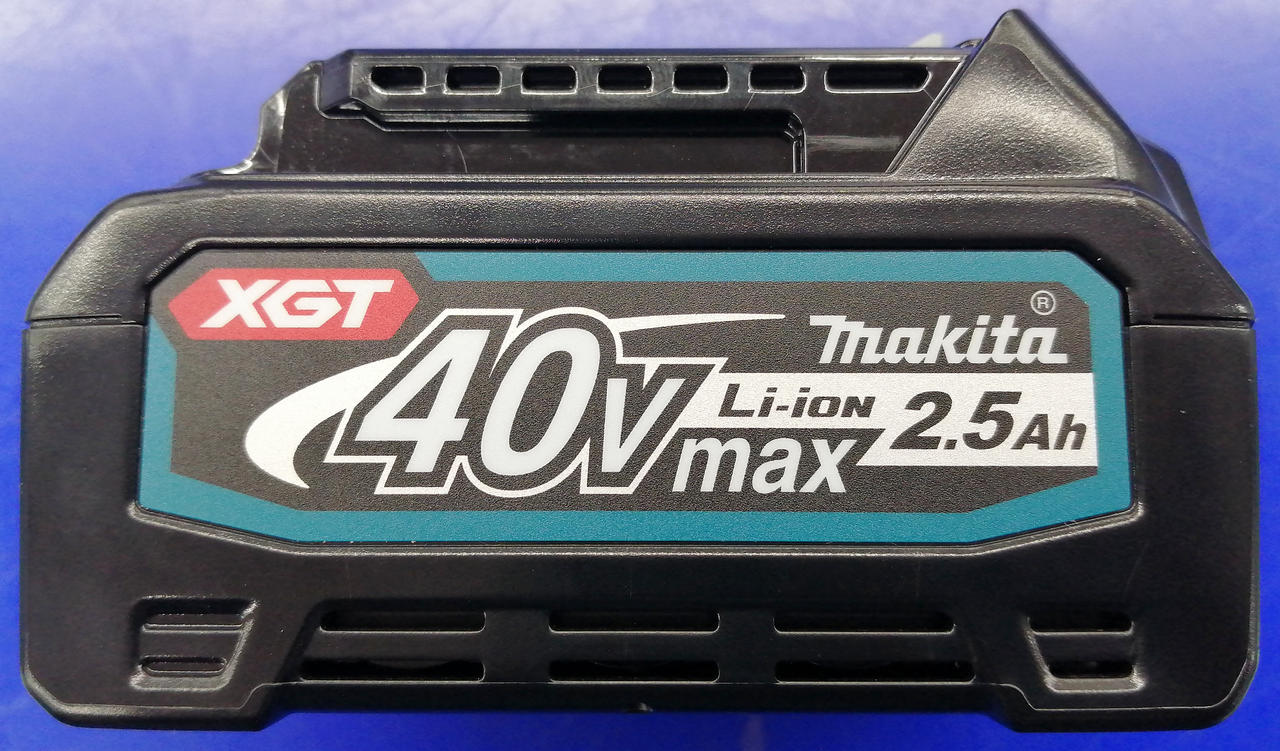 XGT
®
makita
40v max
Li-ion 2.5Ah